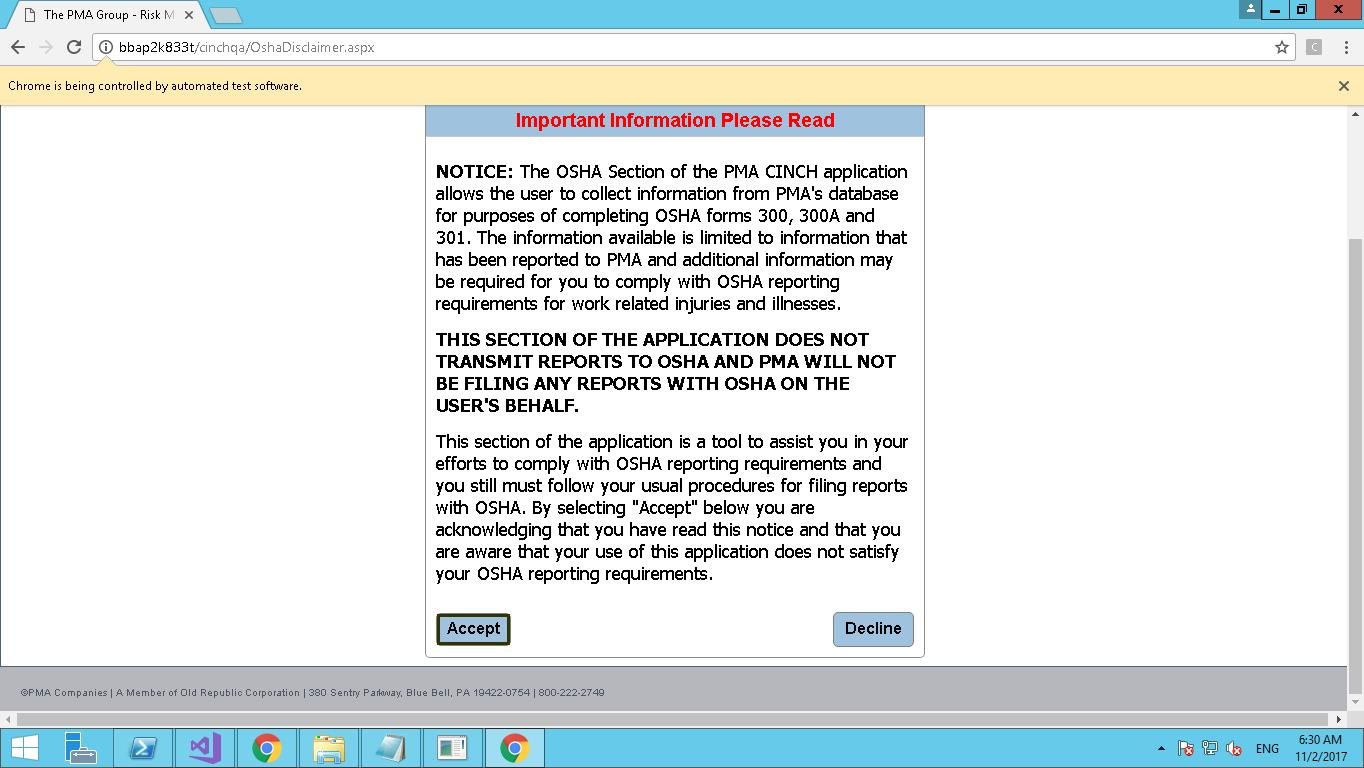 The PMA Group - Risk M
bbap2k833t/cinchqa/OshaDisclaimer.aspx
C
Chrome is being controlled by automated test software.
Important Information Please Read
NOTICE: The OSHA Section of the PMA CINCH application
allows the user to collect information from PMA's database
for purposes of completing OSHA forms 300, 300A and
301. The information available is limited to information that
has been reported to PMA and additional information may
be required for you to comply with OSHA reporting
requirements for work related injuries and illnesses.
THIS SECTION OF THE APPLICATION DOES NOT
TRANSMIT REPORTS TO OSHA AND PMA WILL NOT
BE FILING ANY REPORTS WITH OSHA ON THE
USER'S BEHALF.
This section of the application is a tool to assist you in your
efforts to comply with OSHA reporting requirements and
you still must follow your usual procedures for filing reports
with OSHA. By selecting "Accept" below you are
acknowledging that you have read this notice and that you
are aware that your use of this application does not satisfy
your OSHA reporting requirements.
Accept
Decline
©PMA Companies | A Member of Old Republic Corporation | 380 Sentry Parkway, Blue Bell, PA 19422-0754 | 800-222-2749
ENG
6:30 AM
11/2/2017